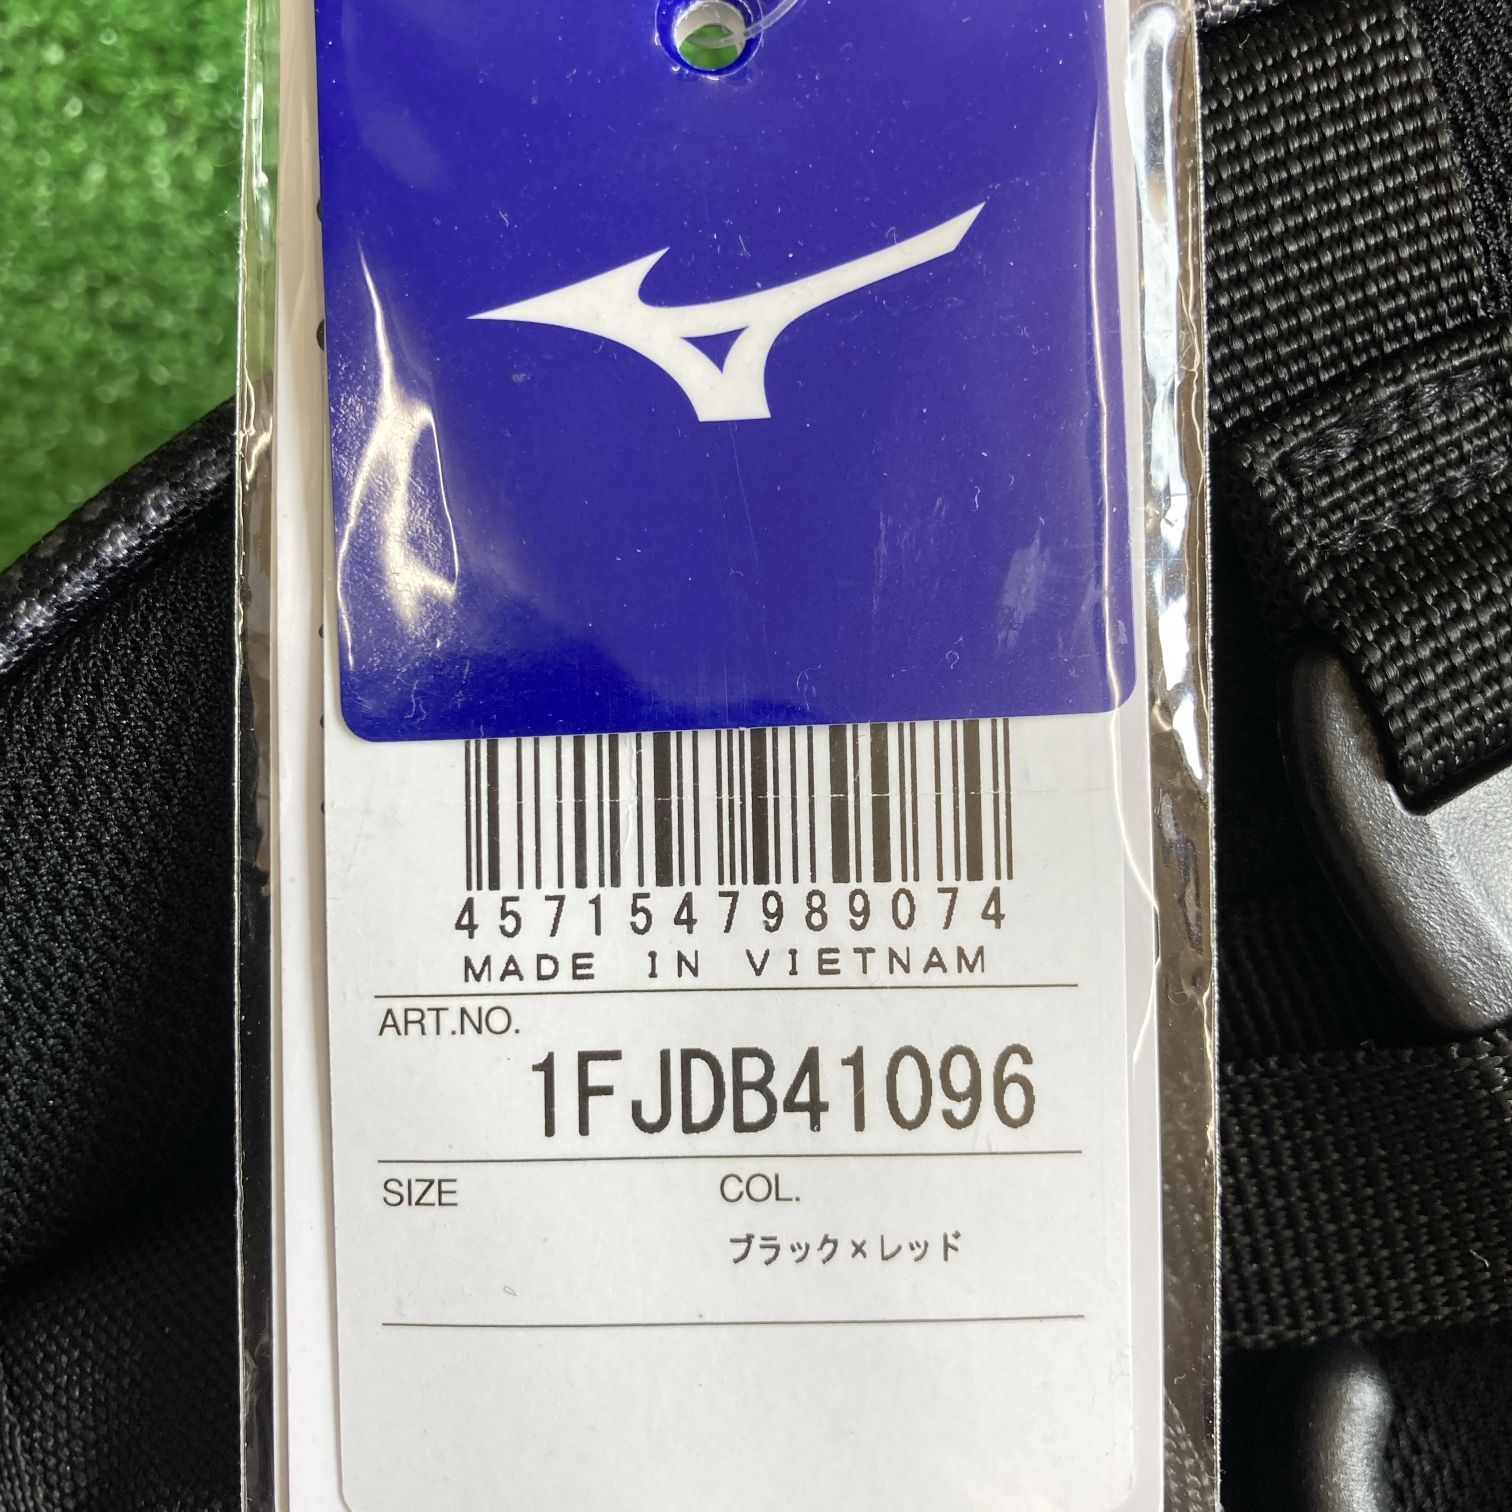 4571547989074
MADE IN VIETNAM
ART.NO.
1FJDB41096
SIZE
COL.
ブラック×レッド